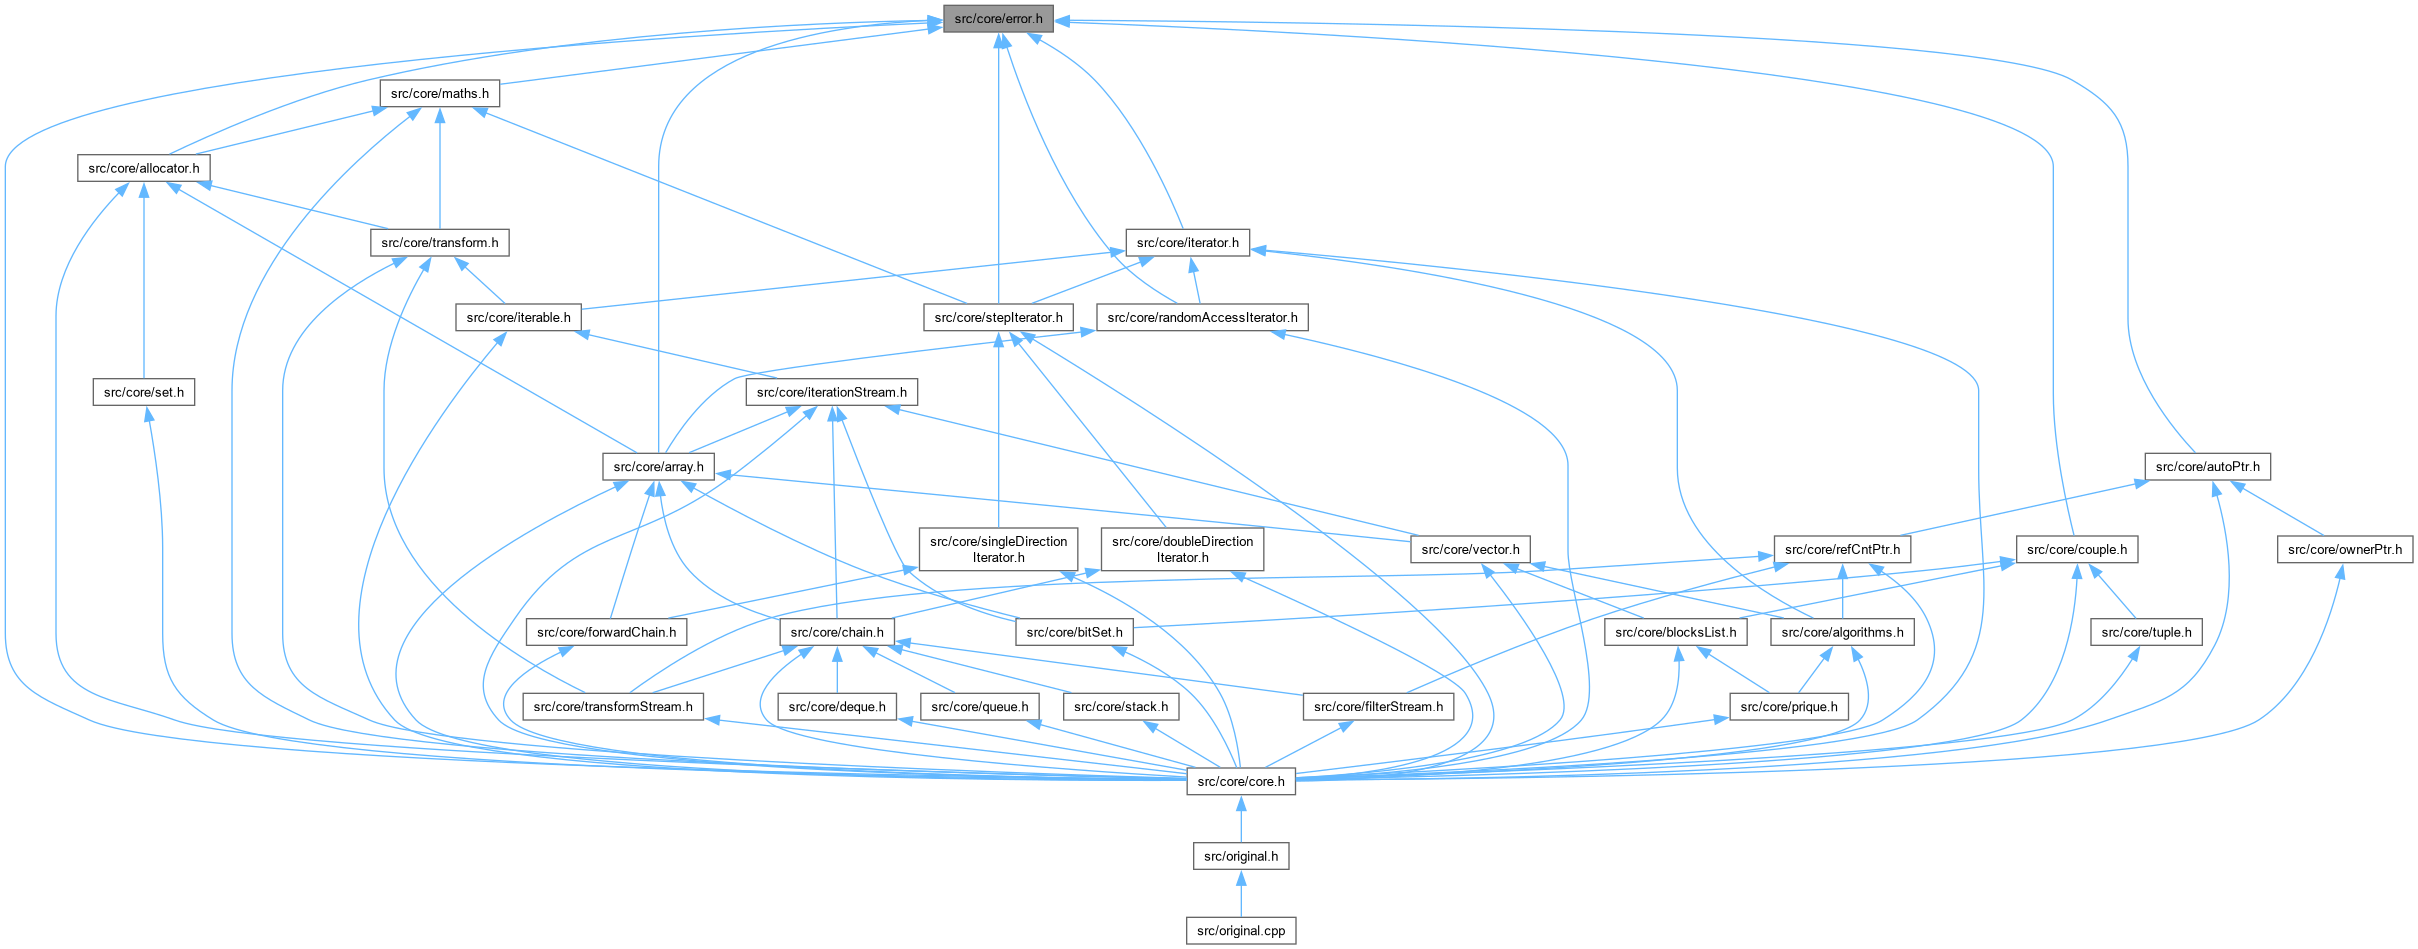 src/core/error.h
src/core/maths.h
src/core/allocator.h
src/core/transform.h
src/core/iterator.h
src/core/iterable.h
src/core/stepIterator.h
src/core/randomAccessIterator.h
src/core/set.h
src/core/iterationStream.h
src/core/array.h
src/core/autoPtr.h
src/core/singleDirection
Iterator.h
src/core/doubleDirection
Iterator.h
src/core/vector.h
src/core/refCntPtr.h
src/core/couple.h
src/core/ownerPtr.h
src/core/forwardChain.h
src/core/chain.h
src/core/bitSet.h
src/core/blocksList.h
src/core/algorithms.h
src/core/tuple.h
src/core/transformStream.h
src/core/deque.h
src/core/queue.h
src/core/stack.h
src/core/filterStream.h
src/core/prique.h
src/core/core.h
src/original.h
src/original.cpp